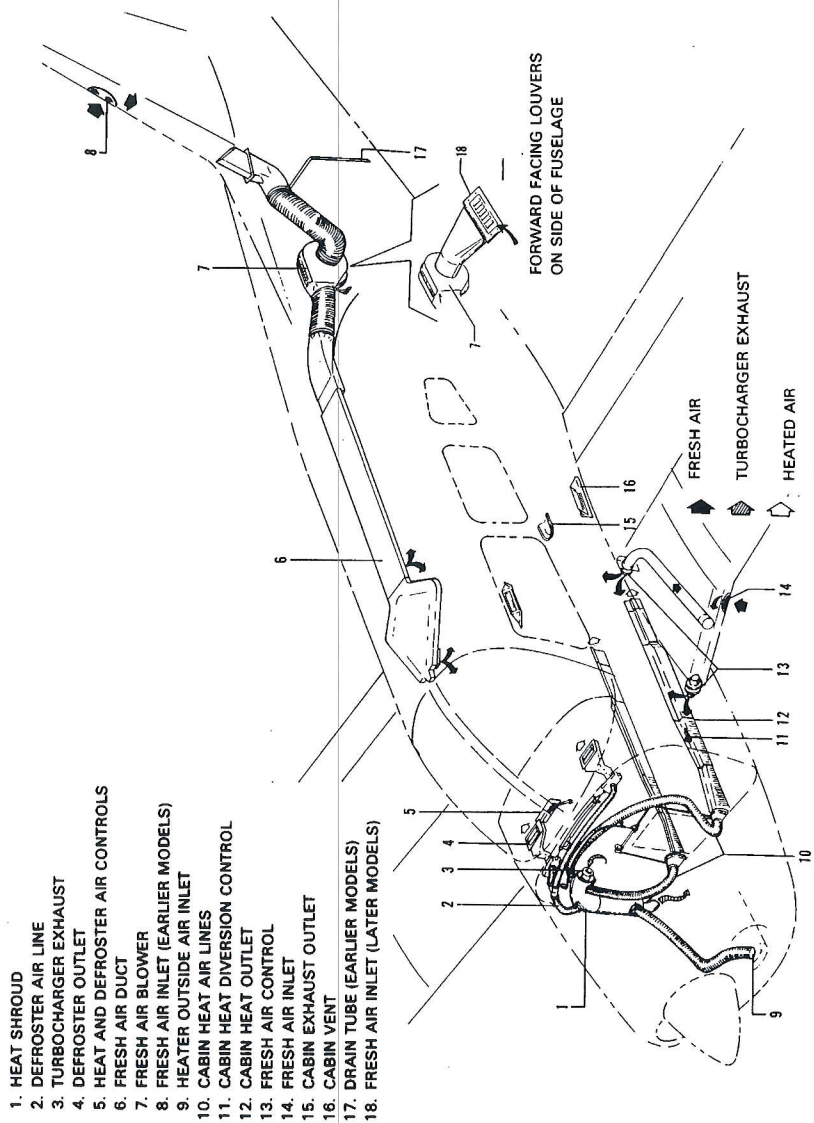 1. HEAT SHROUD
2. DEFROSTER AIR LINE
3. TURBOCHARGER EXHAUST
4. DEFROSTER OUTLET
5. HEAT AND DEFROSTER AIR CONTROLS
6. FRESH AIR DUCT
7. FRESH AIR BLOWER
8. FRESH AIR INLET (EARLIER MODELS)
9. HEATER OUTSIDE AIR INLET
10. CABIN HEAT AIR LINES
11. CABIN HEAT DIVERSION CONTROL
12. CABIN HEAT OUTLET
13. FRESH AIR CONTROL
14. FRESH AIR INLET
15. CABIN EXHAUST OUTLET
16. CABIN VENT
17. DRAIN TUBE (EARLIER MODELS)
18. FRESH AIR INLET (LATER MODELS)
1
2
3
4
5
6
7
8
17
18
7
FORWARD FACING LOUVERS
ON SIDE OF FUSELAGE
9
10
11
12
13
14
15
16
FRESH AIR
TURBOCHARGER EXHAUST
HEATED AIR